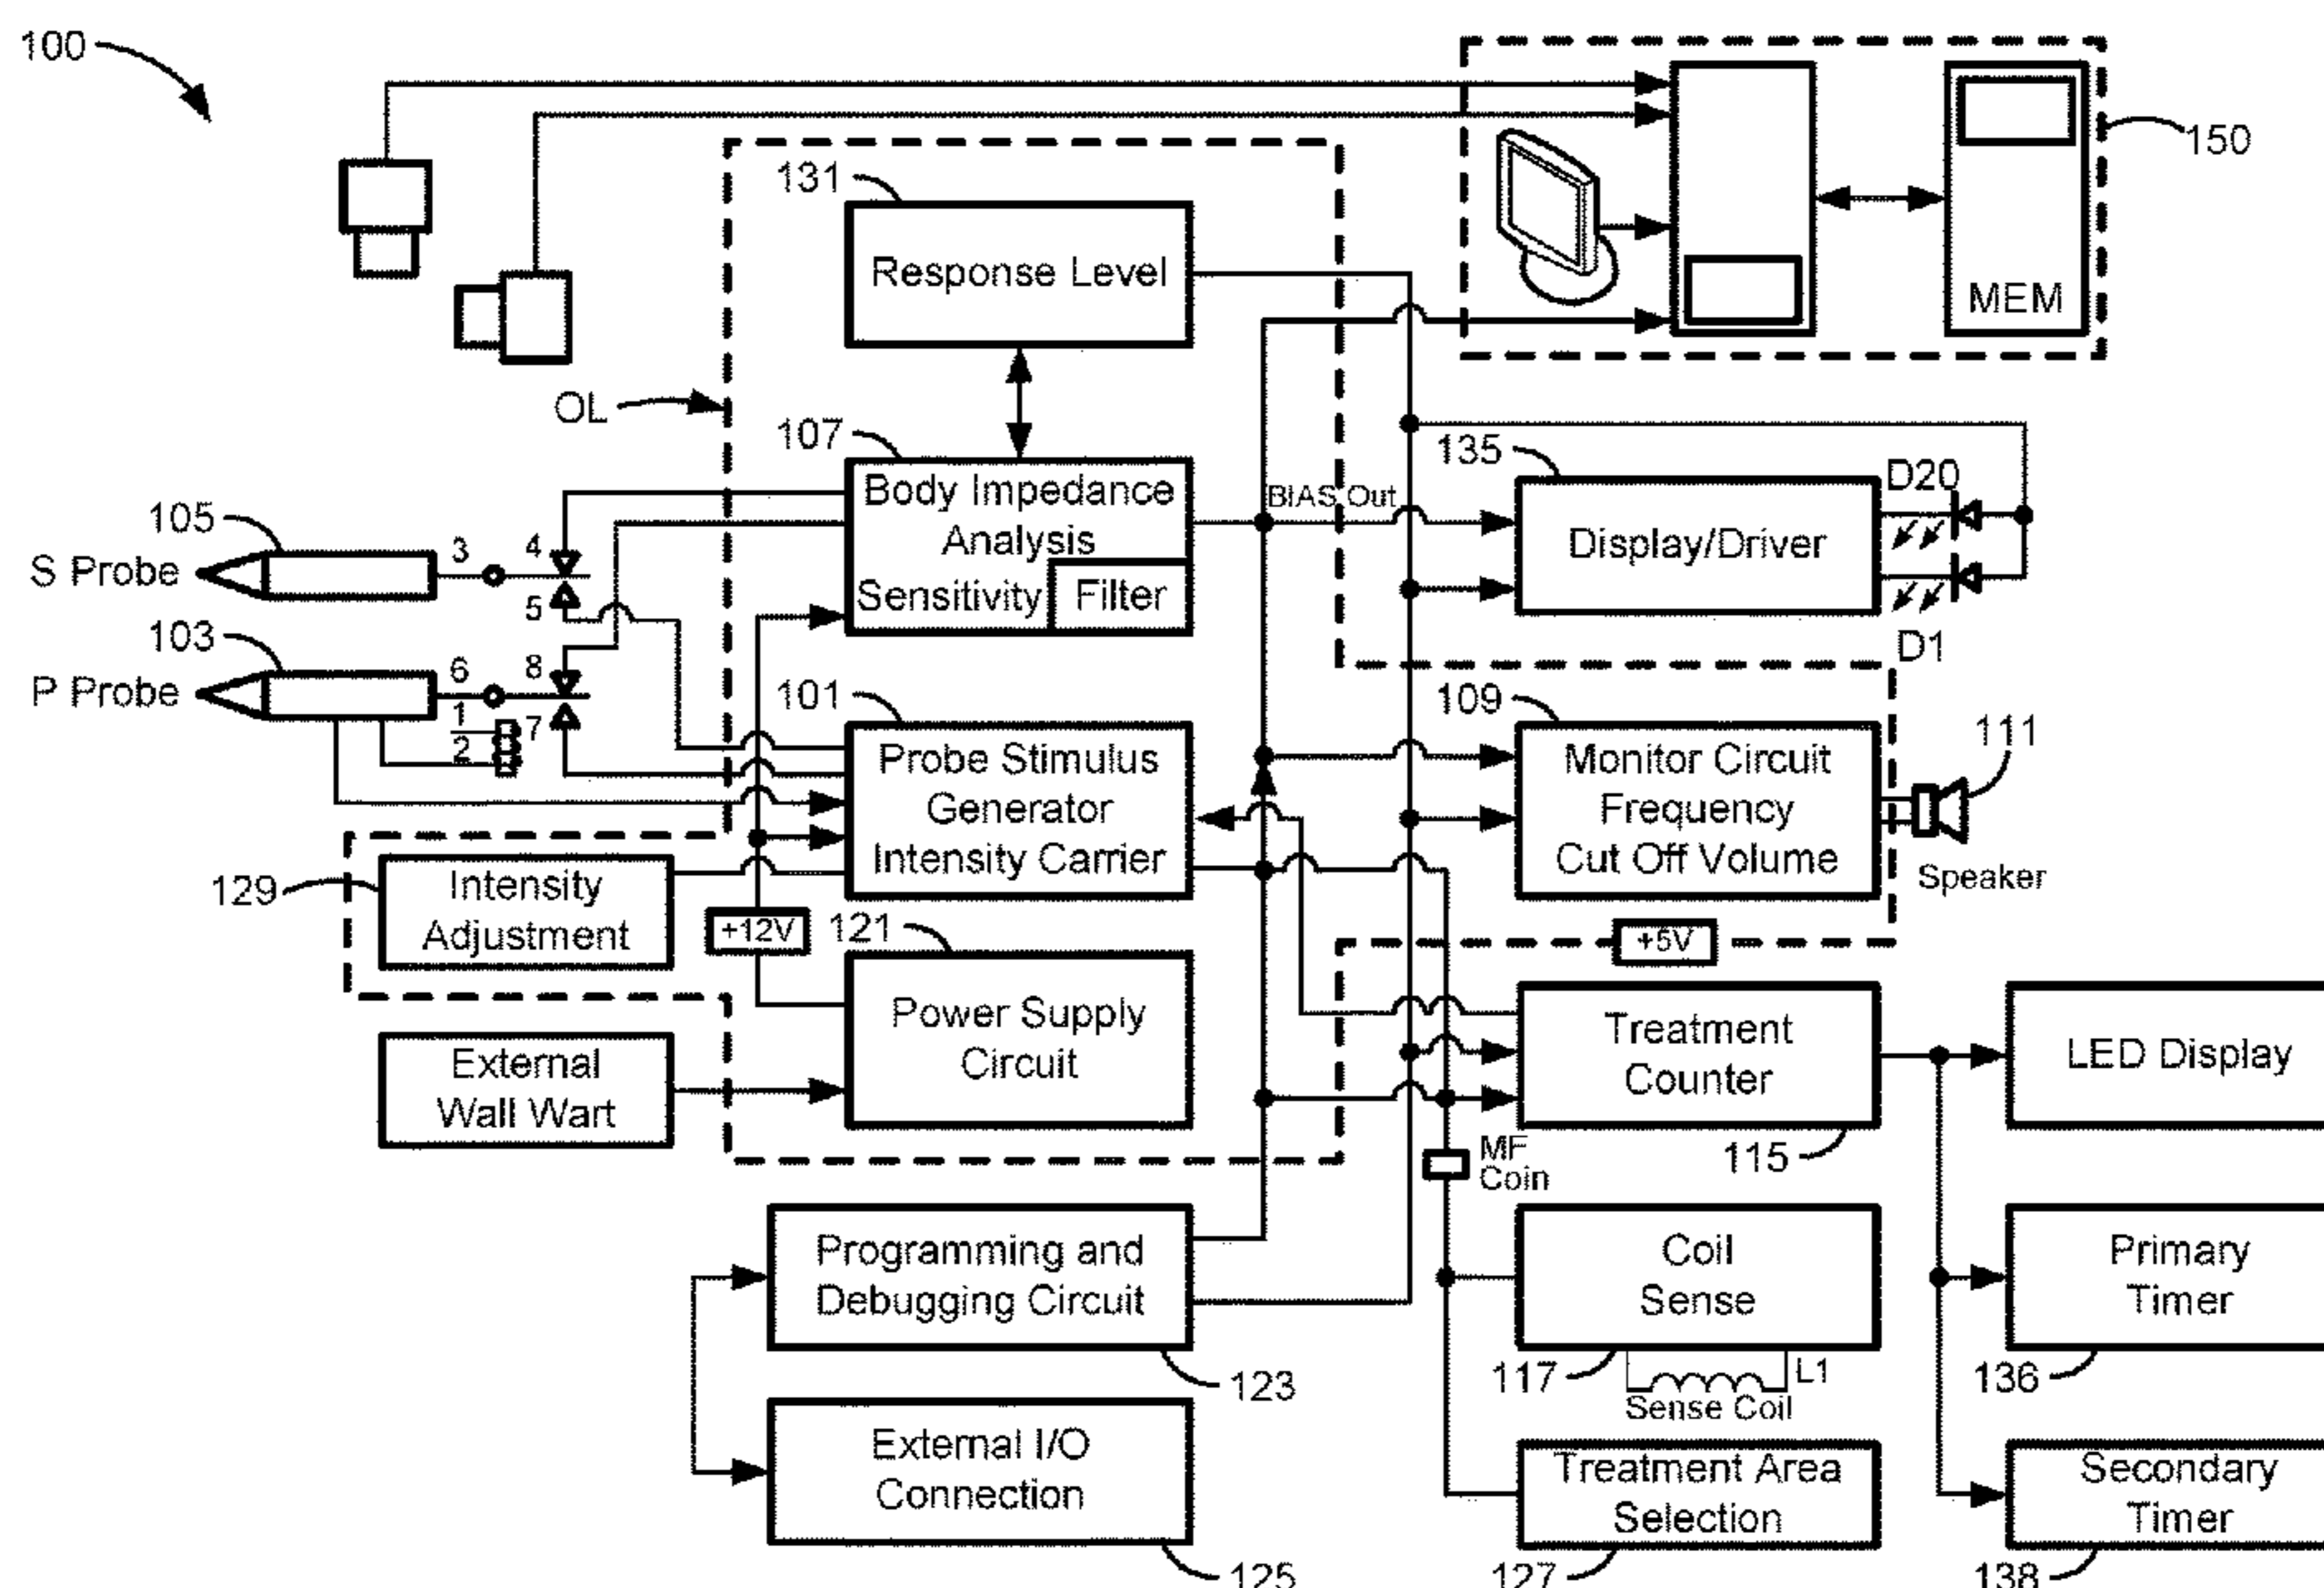 100
150
131
Response Level
MEM
OL
107
135
D20
Body Impedance
Analysis
Sensitivity
Filter
BIAS Out
Display/Driver
D1
105
S Probe
3
4
5
103
P Probe
6
8
1
2
7
101
Probe Stimulus
Generator
Intensity Carrier
109
Monitor Circuit
Frequency
Cut Off Volume
111
Speaker
129
Intensity
Adjustment
+12V
121
Power Supply
Circuit
+5V
External
Wall Wart
Treatment
Counter
115
LED Display
MF
Coin
Programming and
Debugging Circuit
123
Coil
Sense
117
L1
Sense Coil
Primary
Timer
136
External I/O
Connection
125
Treatment Area
Selection
127
Secondary
Timer
138